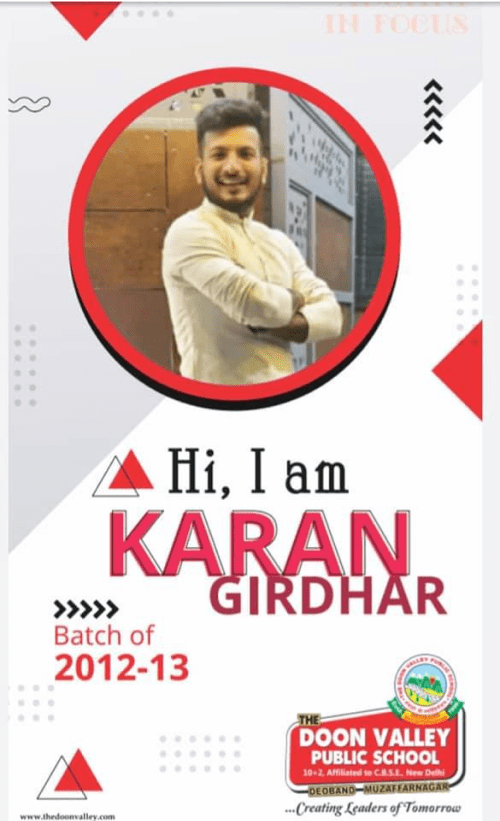 IN FOCUS
Hi, I am
KARAN
GIRDHAR
Batch of
2012-13
THE
DOON VALLEY
PUBLIC SCHOOL
10+2, Affiliated to C.B.S.E., New Delhi
DEOBAND-MUZAFFARNAGAR
...Creating Leaders of Tomorrow
www.thedoonvalley.com